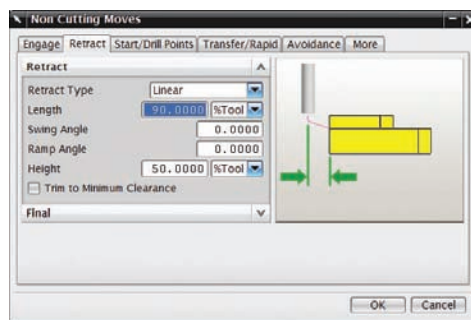 Non Cutting Moves
Engage Retract Start/Drill Points Transfer/Rapid Avoidance More
Retract
Retract Type Linear
Length 90.0000 %Tool
Swing Angle 0.0000
Ramp Angle 0.0000
Height 50.0000 %Tool
Trim to Minimum Clearance
Final
OK Cancel